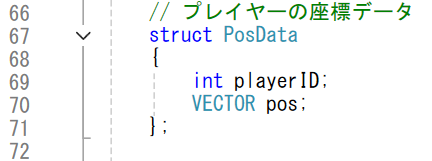 66 // プレイヤーの座標データ
67 struct PosData
68 {
69 int playerID;
70 VECTOR pos;
71 };
72